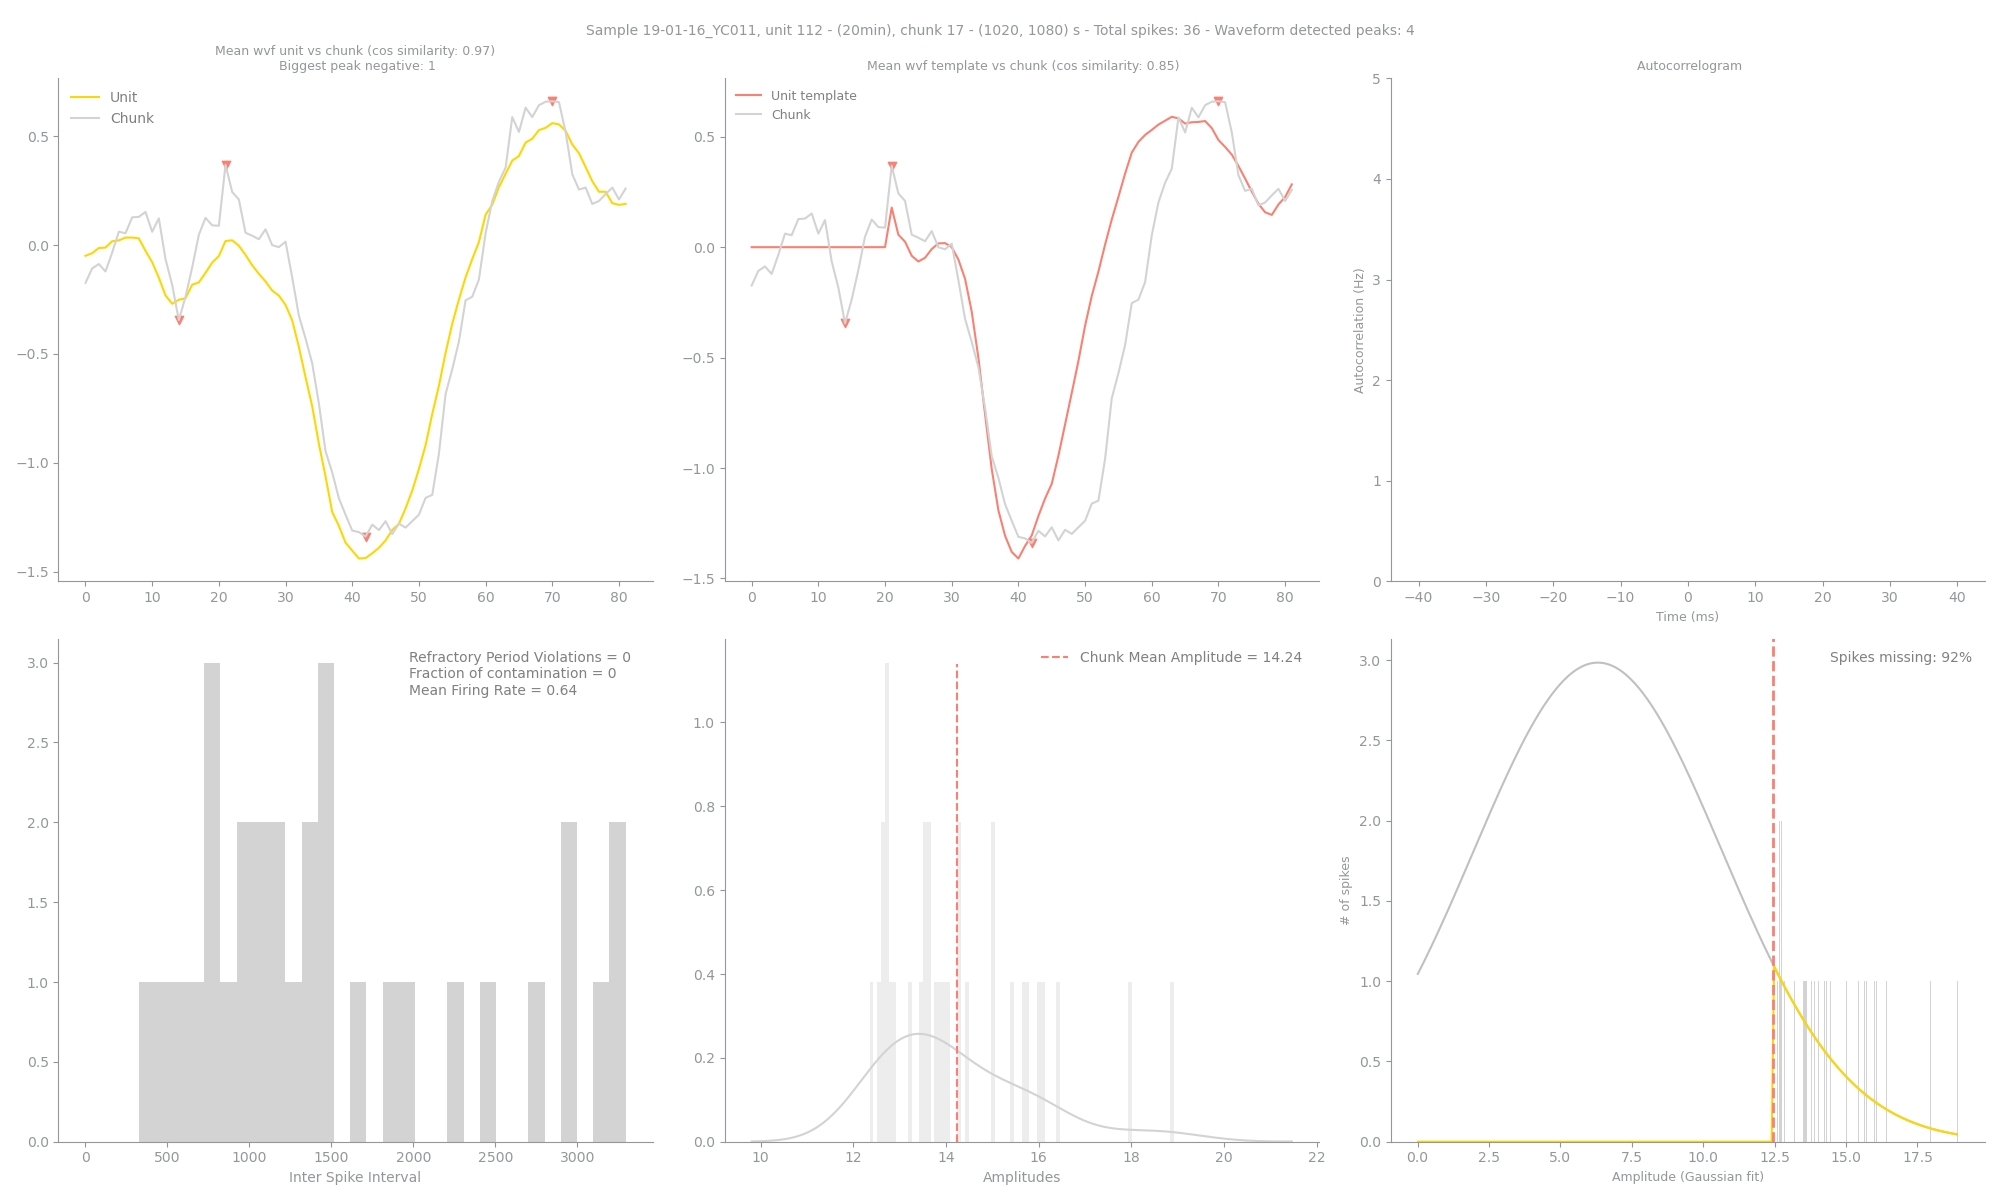 Sample 19-01-16_YC011, unit 112 - (20min), chunk 17 - (1020, 1080) s - Total spikes: 36 - Waveform detected peaks: 4
Mean wvf unit vs chunk (cos similarity: 0.97)
Biggest peak negative: 1
Unit
Chunk
0.5
0.0
−0.5
−1.0
−1.5
0 10 20 30 40 50 60 70 80
Mean wvf template vs chunk (cos similarity: 0.85)
Unit template
Chunk
0.5
0.0
−0.5
−1.0
−1.5
0 10 20 30 40 50 60 70 80
Autocorrelogram
Autocorrelation (Hz)
5
4
3
2
1
0
−40 −30 −20 −10 0 10 20 30 40
Time (ms)
Refractory Period Violations = 0
Fraction of contamination = 0
Mean Firing Rate = 0.64
3.0
2.5
2.0
1.5
1.0
0.5
0.0
0 500 1000 1500 2000 2500 3000
Inter Spike Interval
Chunk Mean Amplitude = 14.24
1.0
0.8
0.6
0.4
0.2
0.0
10 12 14 16 18 20 22
Amplitudes
Spikes missing: 92%
# of spikes
3.0
2.5
2.0
1.5
1.0
0.5
0.0
0.0 2.5 5.0 7.5 10.0 12.5 15.0 17.5
Amplitude (Gaussian fit)